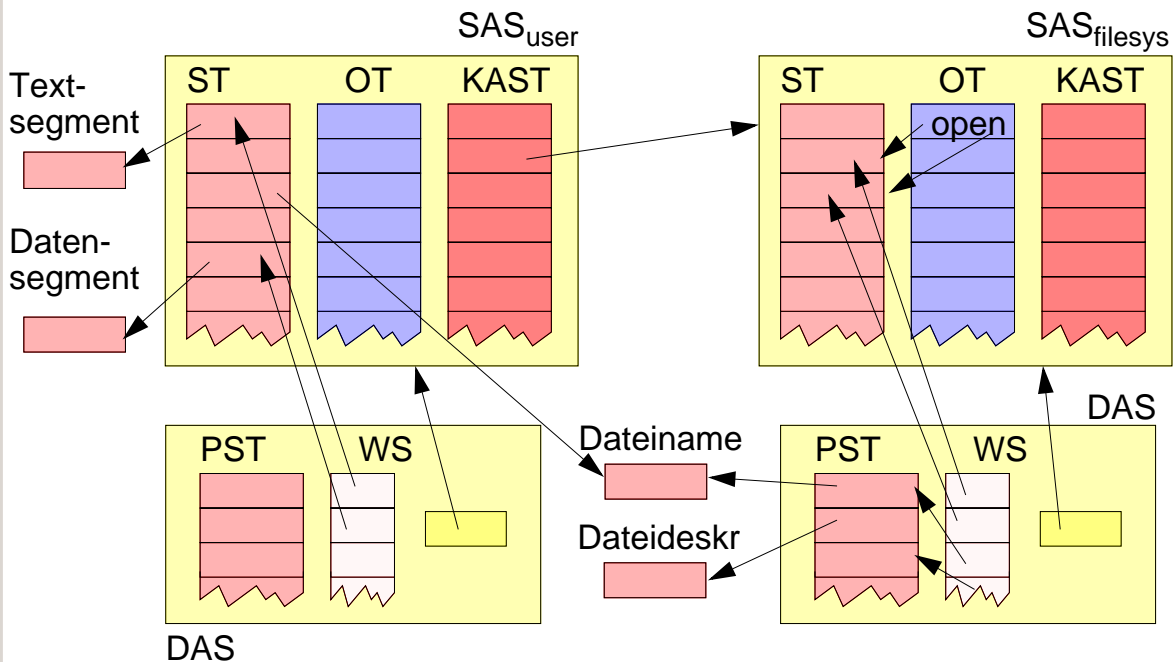 SASuser
SASfilesys
Text-
segment
ST OT KAST
ST OT KAST
open
Daten-
segment
DAS
PST WS
Dateiname
PST WS
Dateideskr
DAS